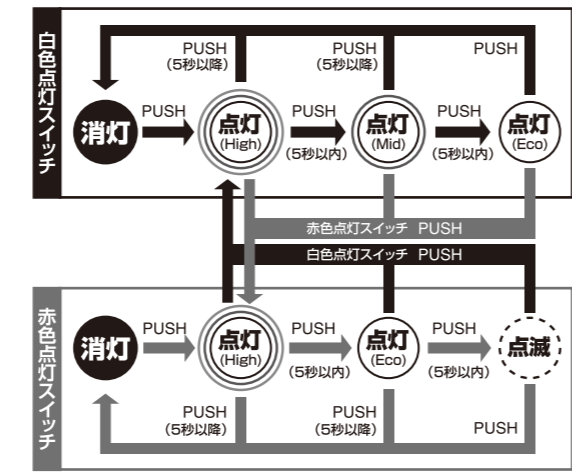 白色点灯スイッチ
PUSH
(5秒以降)
PUSH
(5秒以降)
PUSH
消灯
PUSH
点灯
(High)
PUSH
(5秒以内)
点灯
(Mid)
PUSH
(5秒以内)
点灯
(Eco)
赤色点灯スイッチ PUSH
白色点灯スイッチ PUSH
赤色点灯スイッチ
消灯
PUSH
点灯
(High)
PUSH
(5秒以内)
点灯
(Eco)
PUSH
(5秒以内)
点滅
PUSH
(5秒以降)
PUSH
(5秒以降)
PUSH